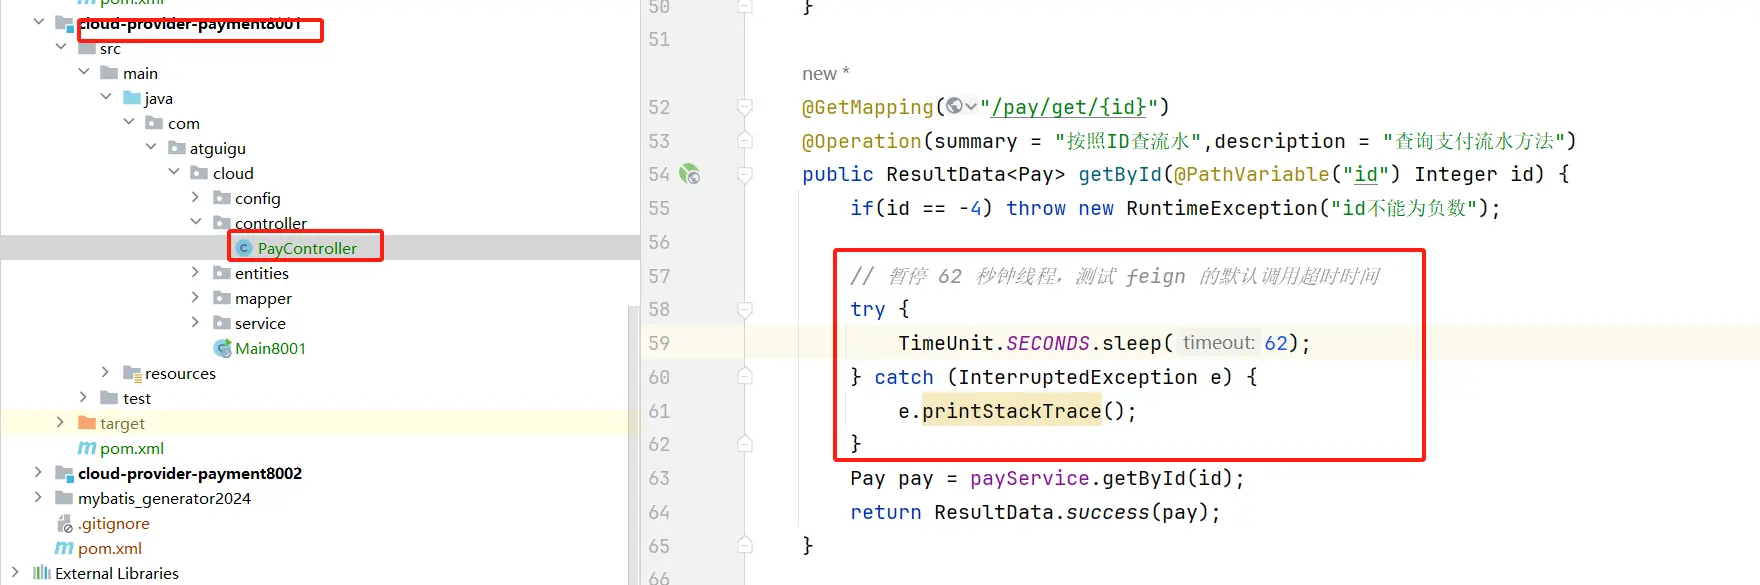 pom.xml
cloud-provider-payment8001
src
main
java
com
atguigu
cloud
config
controller
PayController
entities
mapper
service
Main8001
resources
test
target
pom.xml
cloud-provider-payment8002
mybatis_generator2024
.gitignore
pom.xml
External Libraries
50 }
51
new *
52 @GetMapping("/pay/get/{id}")
53 @Operation(summary = "按照ID查流水",description = "查询支付流水方法")
54 public ResultData<Pay> getById(@PathVariable("id") Integer id) {
55 if(id == -4) throw new RuntimeException("id不能为负数");
56
57 // 暂停 62 秒钟线程，测试 feign 的默认调用超时时间
58 try {
59 TimeUnit.SECONDS.sleep( timeout: 62);
60 } catch (InterruptedException e) {
61 e.printStackTrace();
62 }
63 Pay pay = payService.getById(id);
64 return ResultData.success(pay);
65 }
66